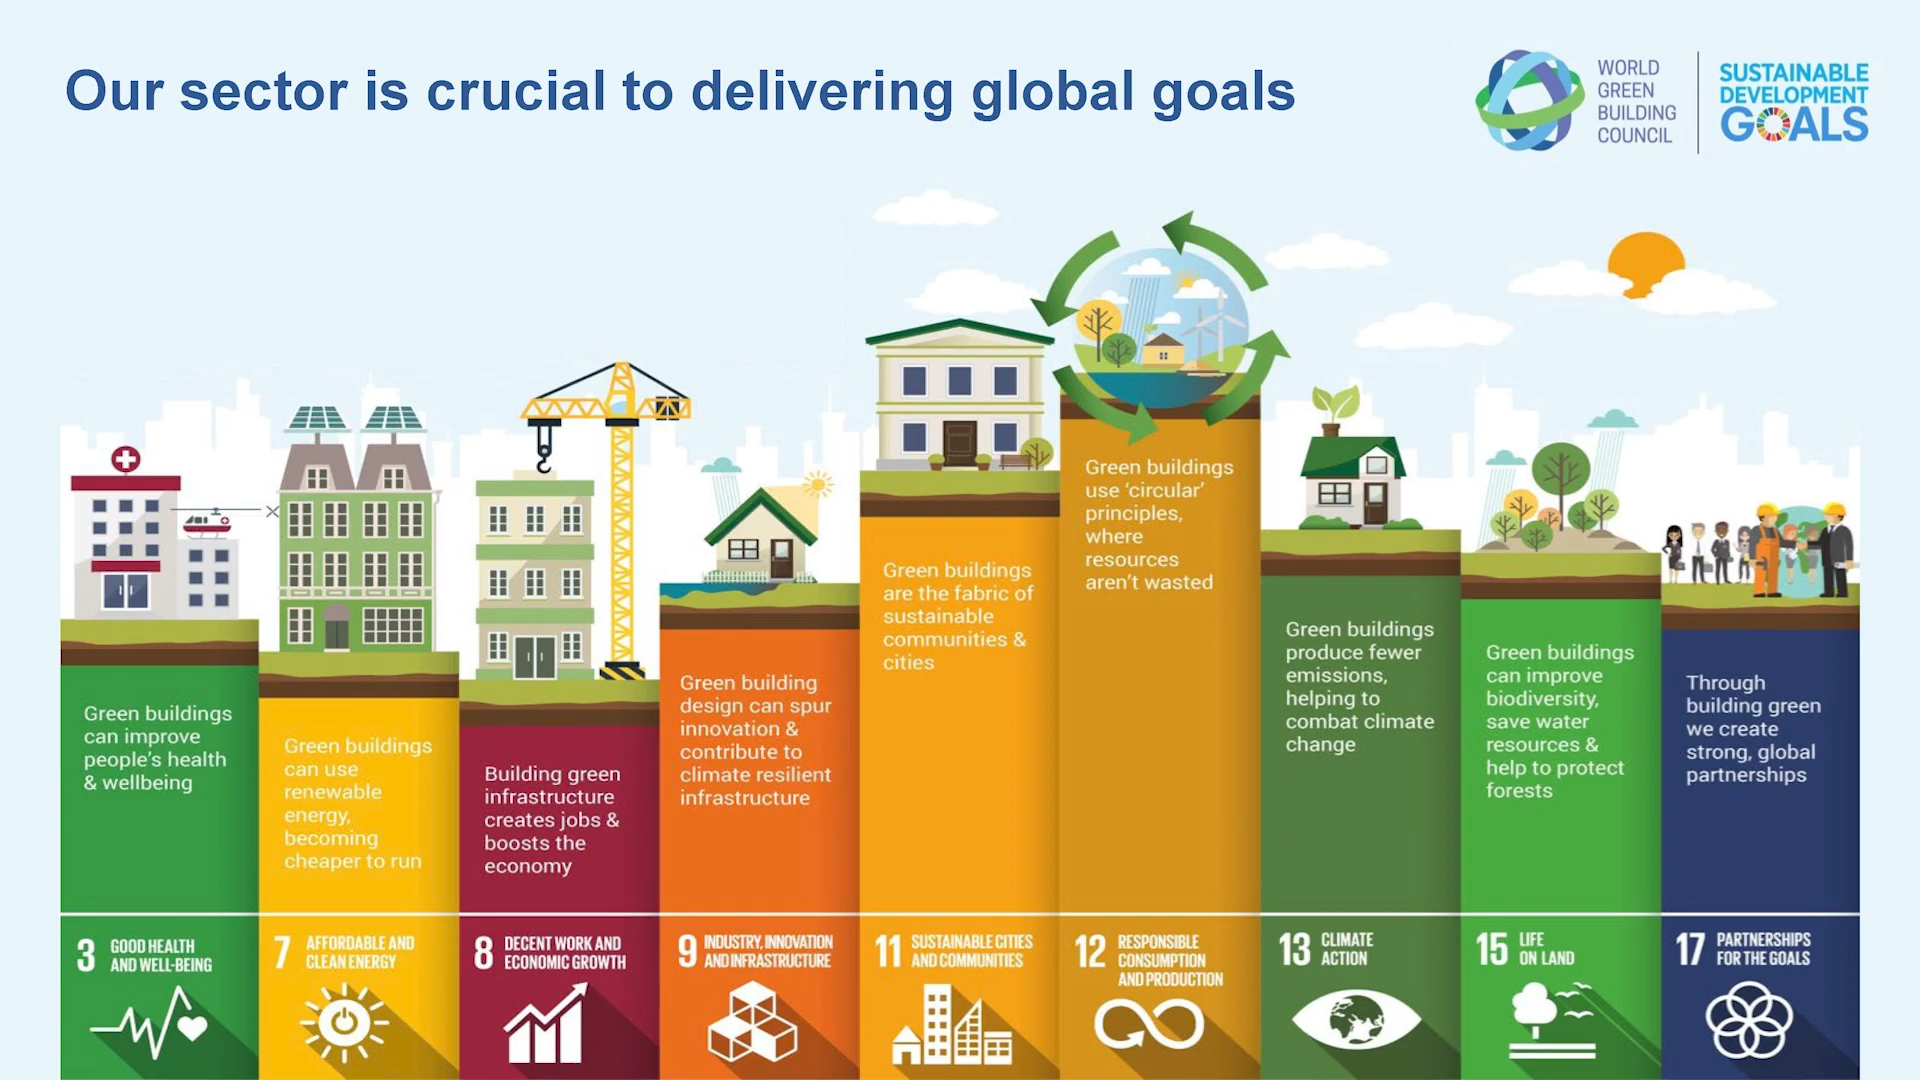 Our sector is crucial to delivering global goals
WORLD
GREEN
BUILDING
COUNCIL
SUSTAINABLE
DEVELOPMENT
GOALS
Green buildings
can improve
people's health
& wellbeing
Green buildings
can use
renewable
energy,
becoming
cheaper to run
Building green
infrastructure
creates jobs &
boosts the
economy
Green building
design can spur
innovation &
contribute to
climate resilient
infrastructure
Green buildings
are the fabric of
sustainable
communities &
cities
Green buildings
use ‘circular’
principles,
where
resources
aren't wasted
Green buildings
produce fewer
emissions,
helping to
combat climate
change
Green buildings
can improve
biodiversity,
save water
resources &
help to protect
forests
Through
building green
we create
strong, global
partnerships
3 GOOD HEALTH
AND WELL-BEING
7 AFFORDABLE AND
CLEAN ENERGY
8 DECENT WORK AND
ECONOMIC GROWTH
9 INDUSTRY, INNOVATION
AND INFRASTRUCTURE
11 SUSTAINABLE CITIES
AND COMMUNITIES
12 RESPONSIBLE
CONSUMPTION
AND PRODUCTION
13 CLIMATE
ACTION
15 LIFE
ON LAND
17 PARTNERSHIPS
FOR THE GOALS